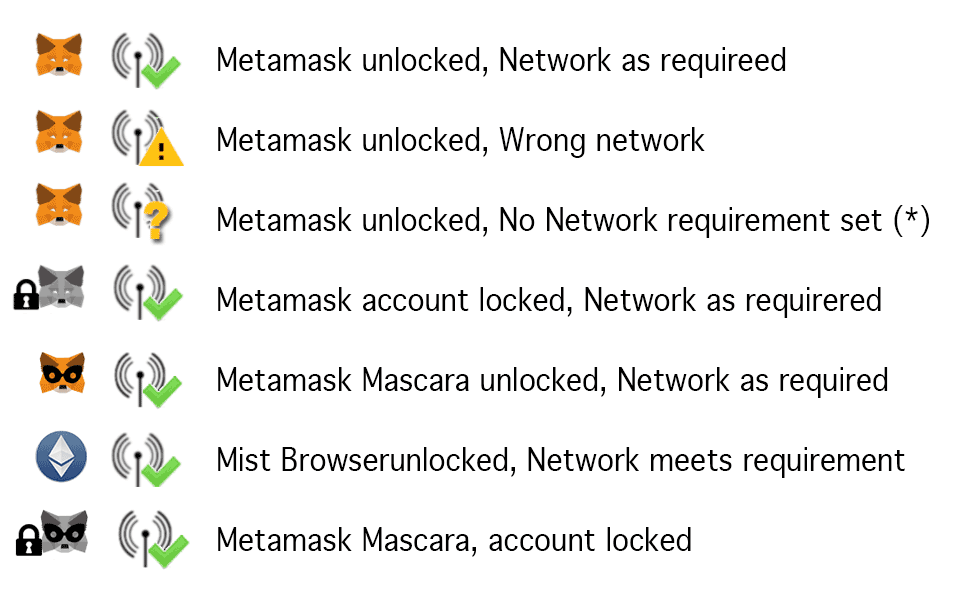 Metamask unlocked, Network as requireed
Metamask unlocked, Wrong network
Metamask unlocked, No Network requirement set (*)
Metamask account locked, Network as requirered
Metamask Mascara unlocked, Network as required
Mist Browserunlocked, Network meets requirement
Metamask Mascara, account locked